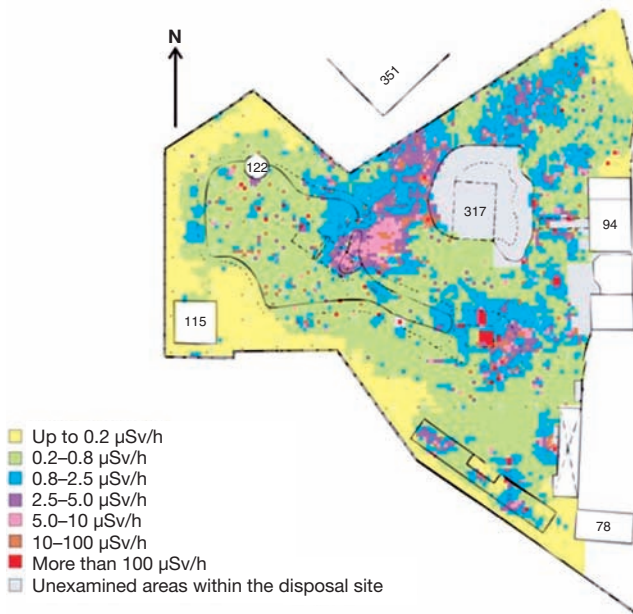 N
351
122
317
94
115
78
Up to 0.2 µSv/h
0.2–0.8 µSv/h
0.8–2.5 µSv/h
2.5–5.0 µSv/h
5.0–10 µSv/h
10–100 µSv/h
More than 100 µSv/h
Unexamined areas within the disposal site